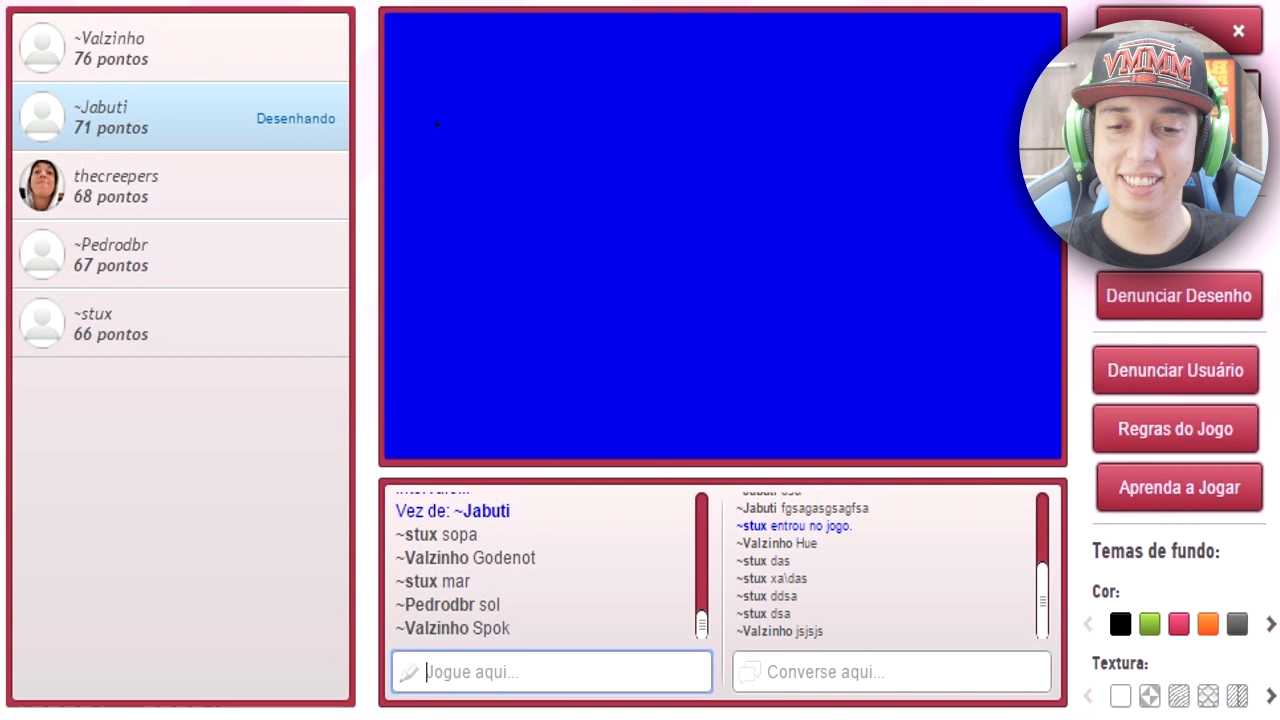 ~Valzinho
76 pontos
~Jabuti
71 pontos
Desenhando
thecreepers
68 pontos
~Pedrodbr
67 pontos
~stux
66 pontos
VMMM
Denunciar Desenho
Denunciar Usuário
Regras do Jogo
Aprenda a Jogar
Temas de fundo:
Cor:
Textura:
Vez de: ~Jabuti
~stux sopa
~Valzinho Godenot
~stux mar
~Pedrodbr sol
~Valzinho Spok
Jogue aqui...
~Jabuti fgsagasgsagfsa
~stux entrou no jogo.
~Valzinho Hue
~stux das
~stux xa\das
~stux ddsa
~stux dsa
~Valzinho jsjsjs
Converse aqui...